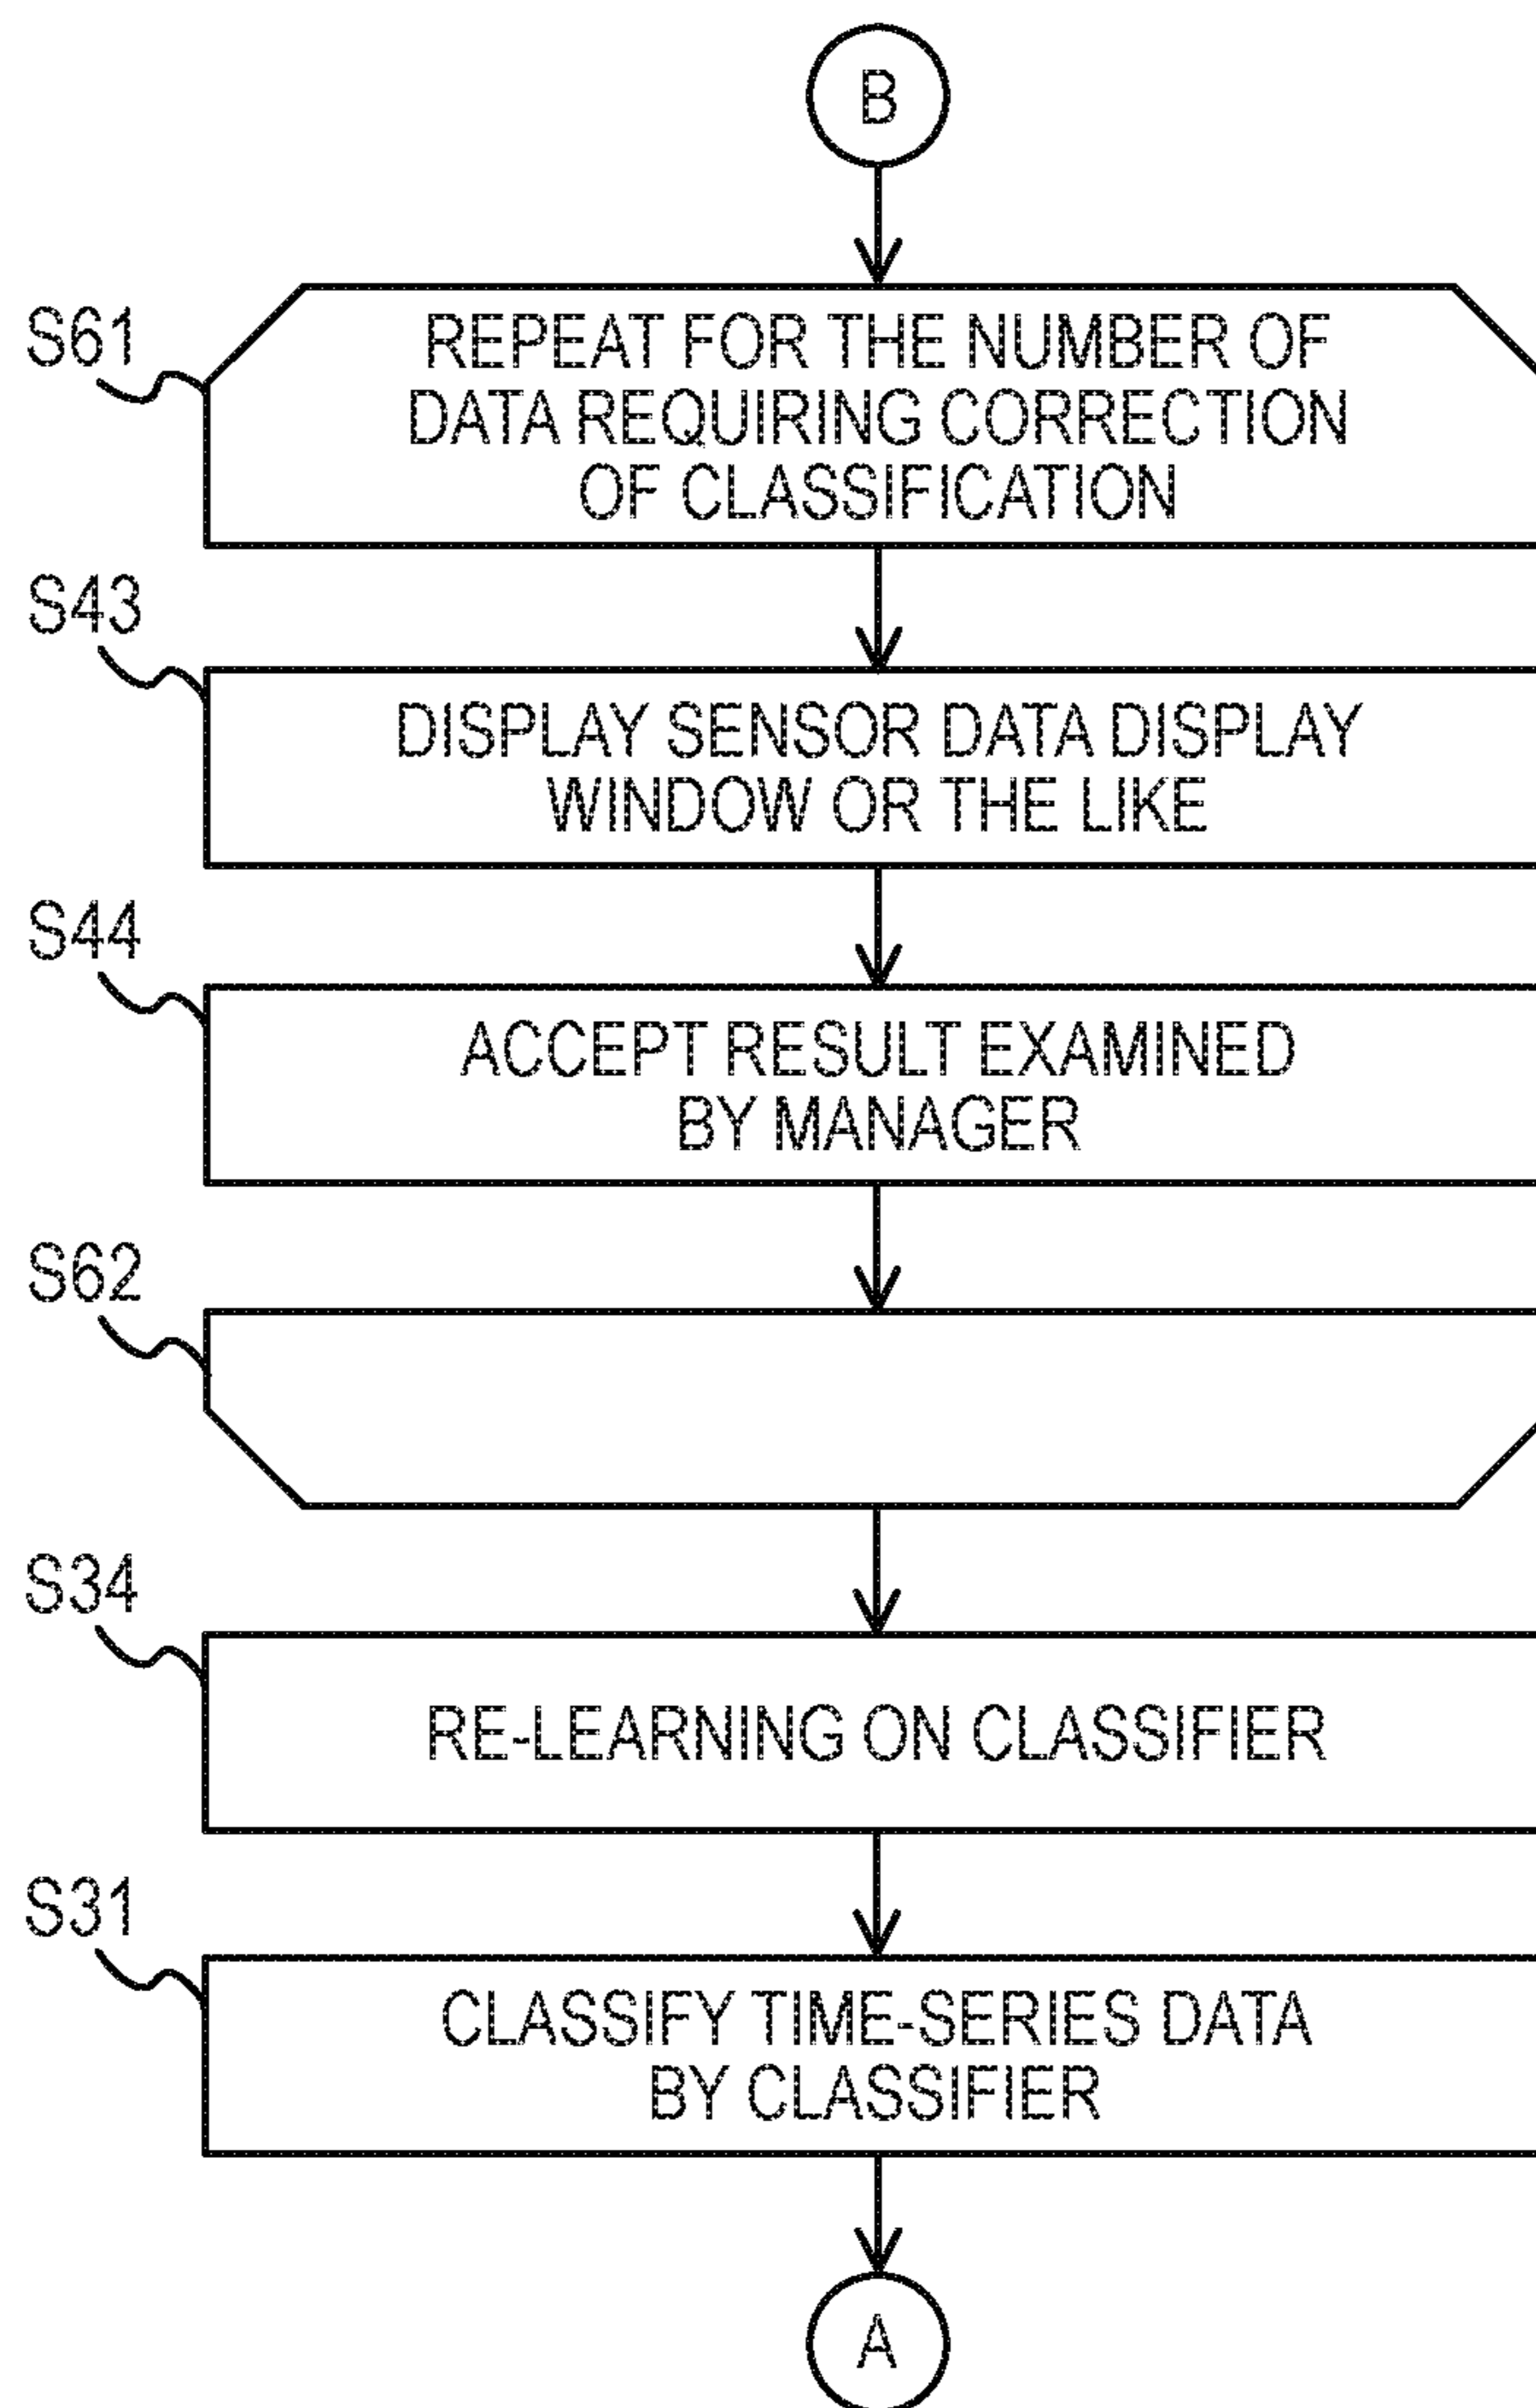 B
S61
REPEAT FOR THE NUMBER OF
DATA REQUIRING CORRECTION
OF CLASSIFICATION
S43
DISPLAY SENSOR DATA DISPLAY
WINDOW OR THE LIKE
S44
ACCEPT RESULT EXAMINED
BY MANAGER
S62
S34
RE-LEARNING ON CLASSIFIER
S31
CLASSIFY TIME-SERIES DATA
BY CLASSIFIER
A